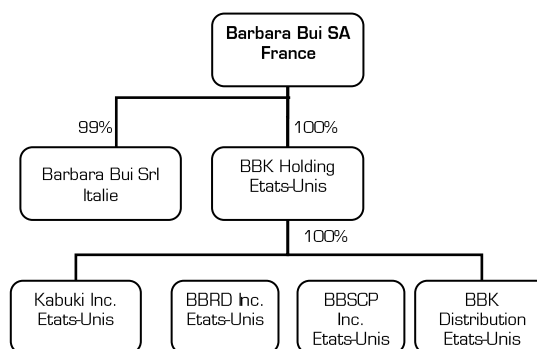 Barbara Bui SA
France
99%
100%
Barbara Bui Srl
Italie
BBK Holding
Etats-Unis
100%
Kabuki Inc.
Etats-Unis
BBRD Inc.
Etats-Unis
BBSCP
Inc.
Etats-Unis
BBK
Distribution
Etats-Unis